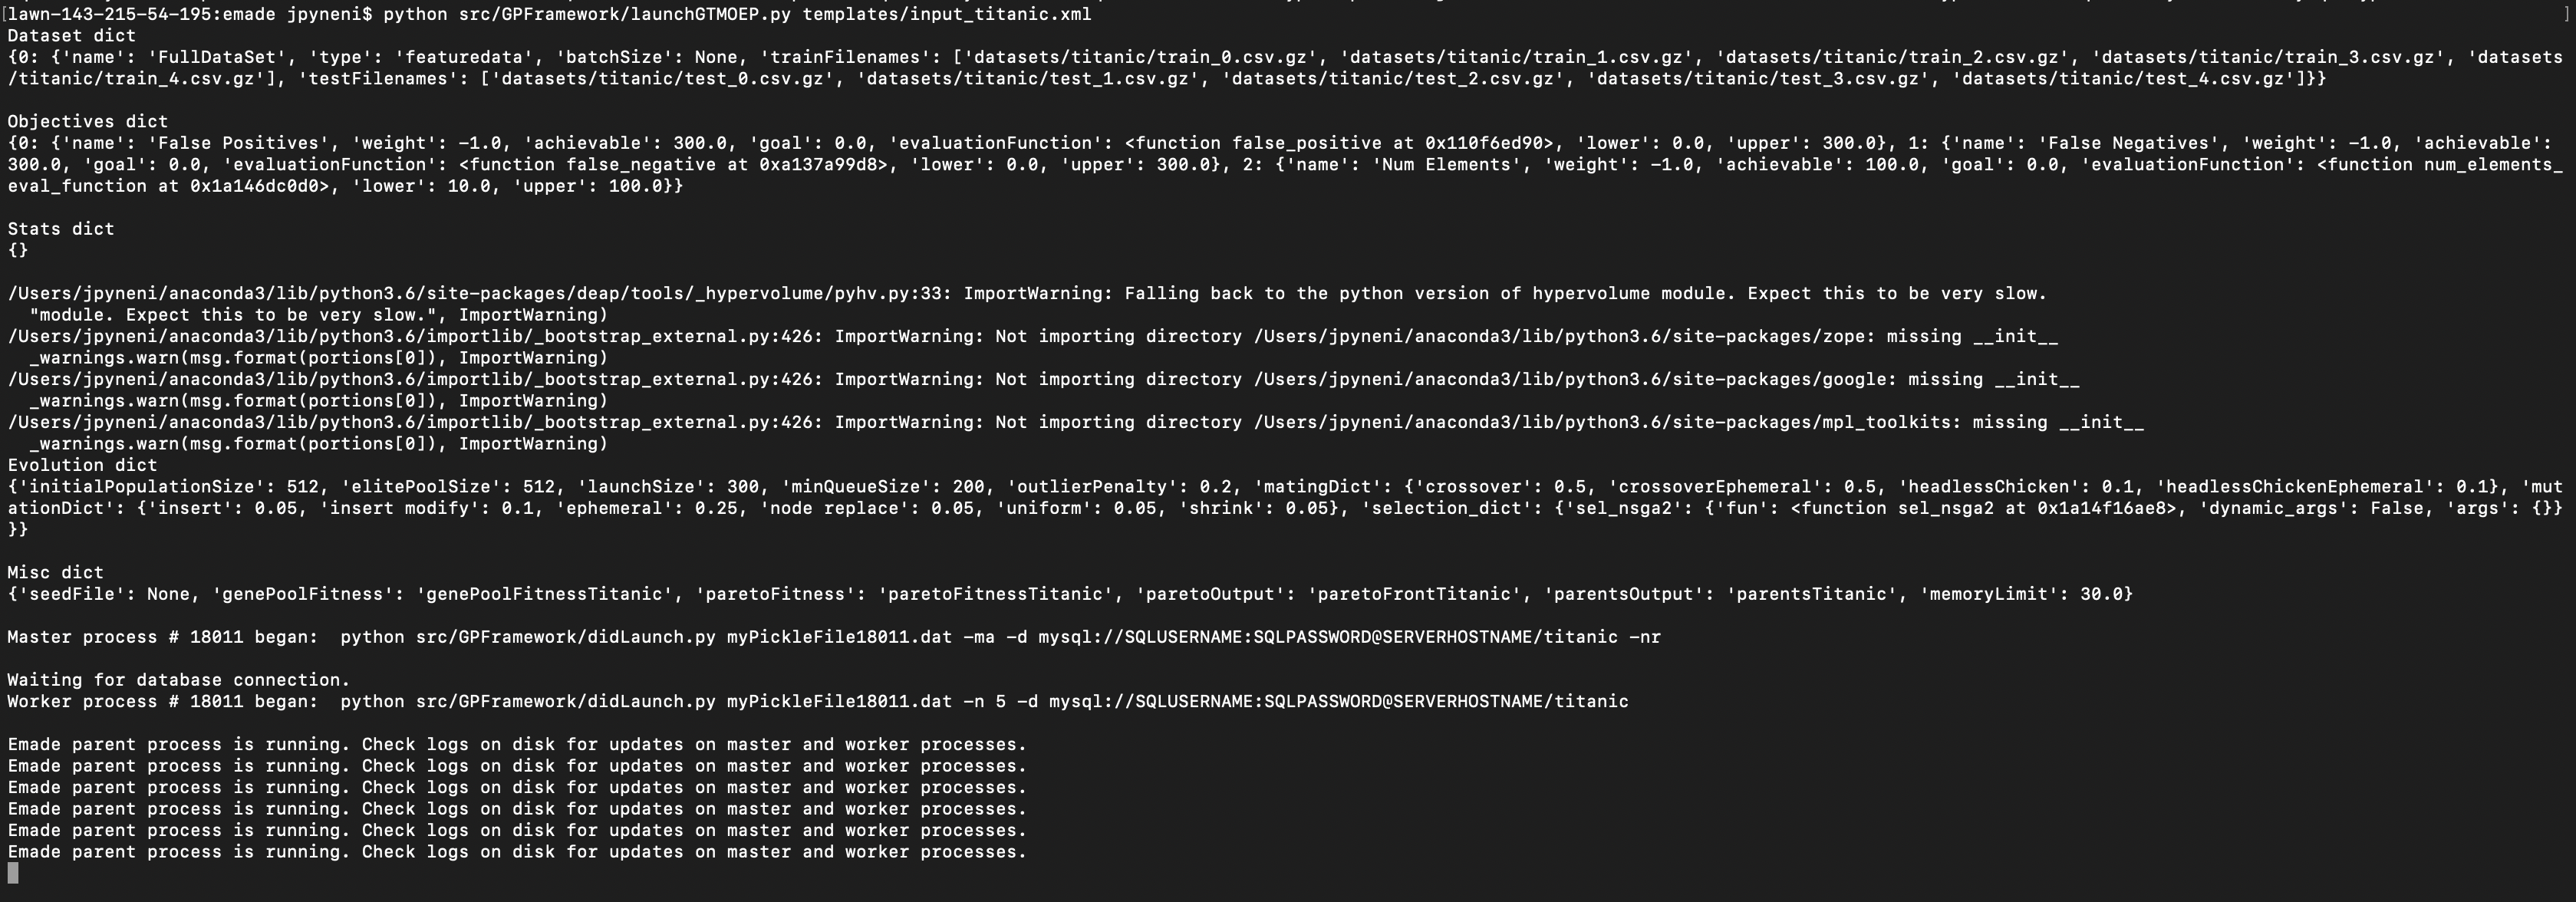 [lawn-143-215-54-195:emade jpyneni$ python src/GPFramework/launchGTMOEP.py templates/input_titanic.xml ]
Dataset dict
{0: {'name': 'FullDataSet', 'type': 'featuredata', 'batchSize': None, 'trainFilenames': ['datasets/titanic/train_0.csv.gz', 'datasets/titanic/train_1.csv.gz', 'datasets/titanic/train_2.csv.gz', 'datasets/titanic/train_3.csv.gz', 'datasets
/titanic/train_4.csv.gz'], 'testFilenames': ['datasets/titanic/test_0.csv.gz', 'datasets/titanic/test_1.csv.gz', 'datasets/titanic/test_2.csv.gz', 'datasets/titanic/test_3.csv.gz', 'datasets/titanic/test_4.csv.gz']}}
Objectives dict
{0: {'name': 'False Positives', 'weight': -1.0, 'achievable': 300.0, 'goal': 0.0, 'evaluationFunction': <function false_positive at 0x110f6ed90>, 'lower': 0.0, 'upper': 300.0}, 1: {'name': 'False Negatives', 'weight': -1.0, 'achievable':
300.0, 'goal': 0.0, 'evaluationFunction': <function false_negative at 0xa137a99d8>, 'lower': 0.0, 'upper': 300.0}, 2: {'name': 'Num Elements', 'weight': -1.0, 'achievable': 100.0, 'goal': 0.0, 'evaluationFunction': <function num_elements_
eval_function at 0x1a146dc0d0>, 'lower': 10.0, 'upper': 100.0}}
Stats dict
{}
/Users/jpyneni/anaconda3/lib/python3.6/site-packages/deap/tools/_hypervolume/pyhv.py:33: ImportWarning: Falling back to the python version of hypervolume module. Expect this to be very slow.
"module. Expect this to be very slow.", ImportWarning)
/Users/jpyneni/anaconda3/lib/python3.6/importlib/_bootstrap_external.py:426: ImportWarning: Not importing directory /Users/jpyneni/anaconda3/lib/python3.6/site-packages/zope: missing __init__
_warnings.warn(msg.format(portions[0]), ImportWarning)
/Users/jpyneni/anaconda3/lib/python3.6/importlib/_bootstrap_external.py:426: ImportWarning: Not importing directory /Users/jpyneni/anaconda3/lib/python3.6/site-packages/google: missing __init__
_warnings.warn(msg.format(portions[0]), ImportWarning)
/Users/jpyneni/anaconda3/lib/python3.6/importlib/_bootstrap_external.py:426: ImportWarning: Not importing directory /Users/jpyneni/anaconda3/lib/python3.6/site-packages/mpl_toolkits: missing __init__
_warnings.warn(msg.format(portions[0]), ImportWarning)
Evolution dict
{'initialPopulationSize': 512, 'elitePoolSize': 512, 'launchSize': 300, 'minQueueSize': 200, 'outlierPenalty': 0.2, 'matingDict': {'crossover': 0.5, 'crossoverEphemeral': 0.5, 'headlessChicken': 0.1, 'headlessChickenEphemeral': 0.1}, 'mut
ationDict': {'insert': 0.05, 'insert modify': 0.1, 'ephemeral': 0.25, 'node replace': 0.05, 'uniform': 0.05, 'shrink': 0.05}, 'selection_dict': {'sel_nsga2': {'fun': <function sel_nsga2 at 0x1a14f16ae8>, 'dynamic_args': False, 'args': {}}
}}
Misc dict
{'seedFile': None, 'genePoolFitness': 'genePoolFitnessTitanic', 'paretoFitness': 'paretoFitnessTitanic', 'paretoOutput': 'paretoFrontTitanic', 'parentsOutput': 'parentsTitanic', 'memoryLimit': 30.0}
Master process # 18011 began:  python src/GPFramework/didLaunch.py myPickleFile18011.dat -ma -d mysql://SQLUSERNAME:SQLPASSWORD@SERVERHOSTNAME/titanic -nr
Waiting for database connection.
Worker process # 18011 began:  python src/GPFramework/didLaunch.py myPickleFile18011.dat -n 5 -d mysql://SQLUSERNAME:SQLPASSWORD@SERVERHOSTNAME/titanic
Emade parent process is running. Check logs on disk for updates on master and worker processes.
Emade parent process is running. Check logs on disk for updates on master and worker processes.
Emade parent process is running. Check logs on disk for updates on master and worker processes.
Emade parent process is running. Check logs on disk for updates on master and worker processes.
Emade parent process is running. Check logs on disk for updates on master and worker processes.
Emade parent process is running. Check logs on disk for updates on master and worker processes.